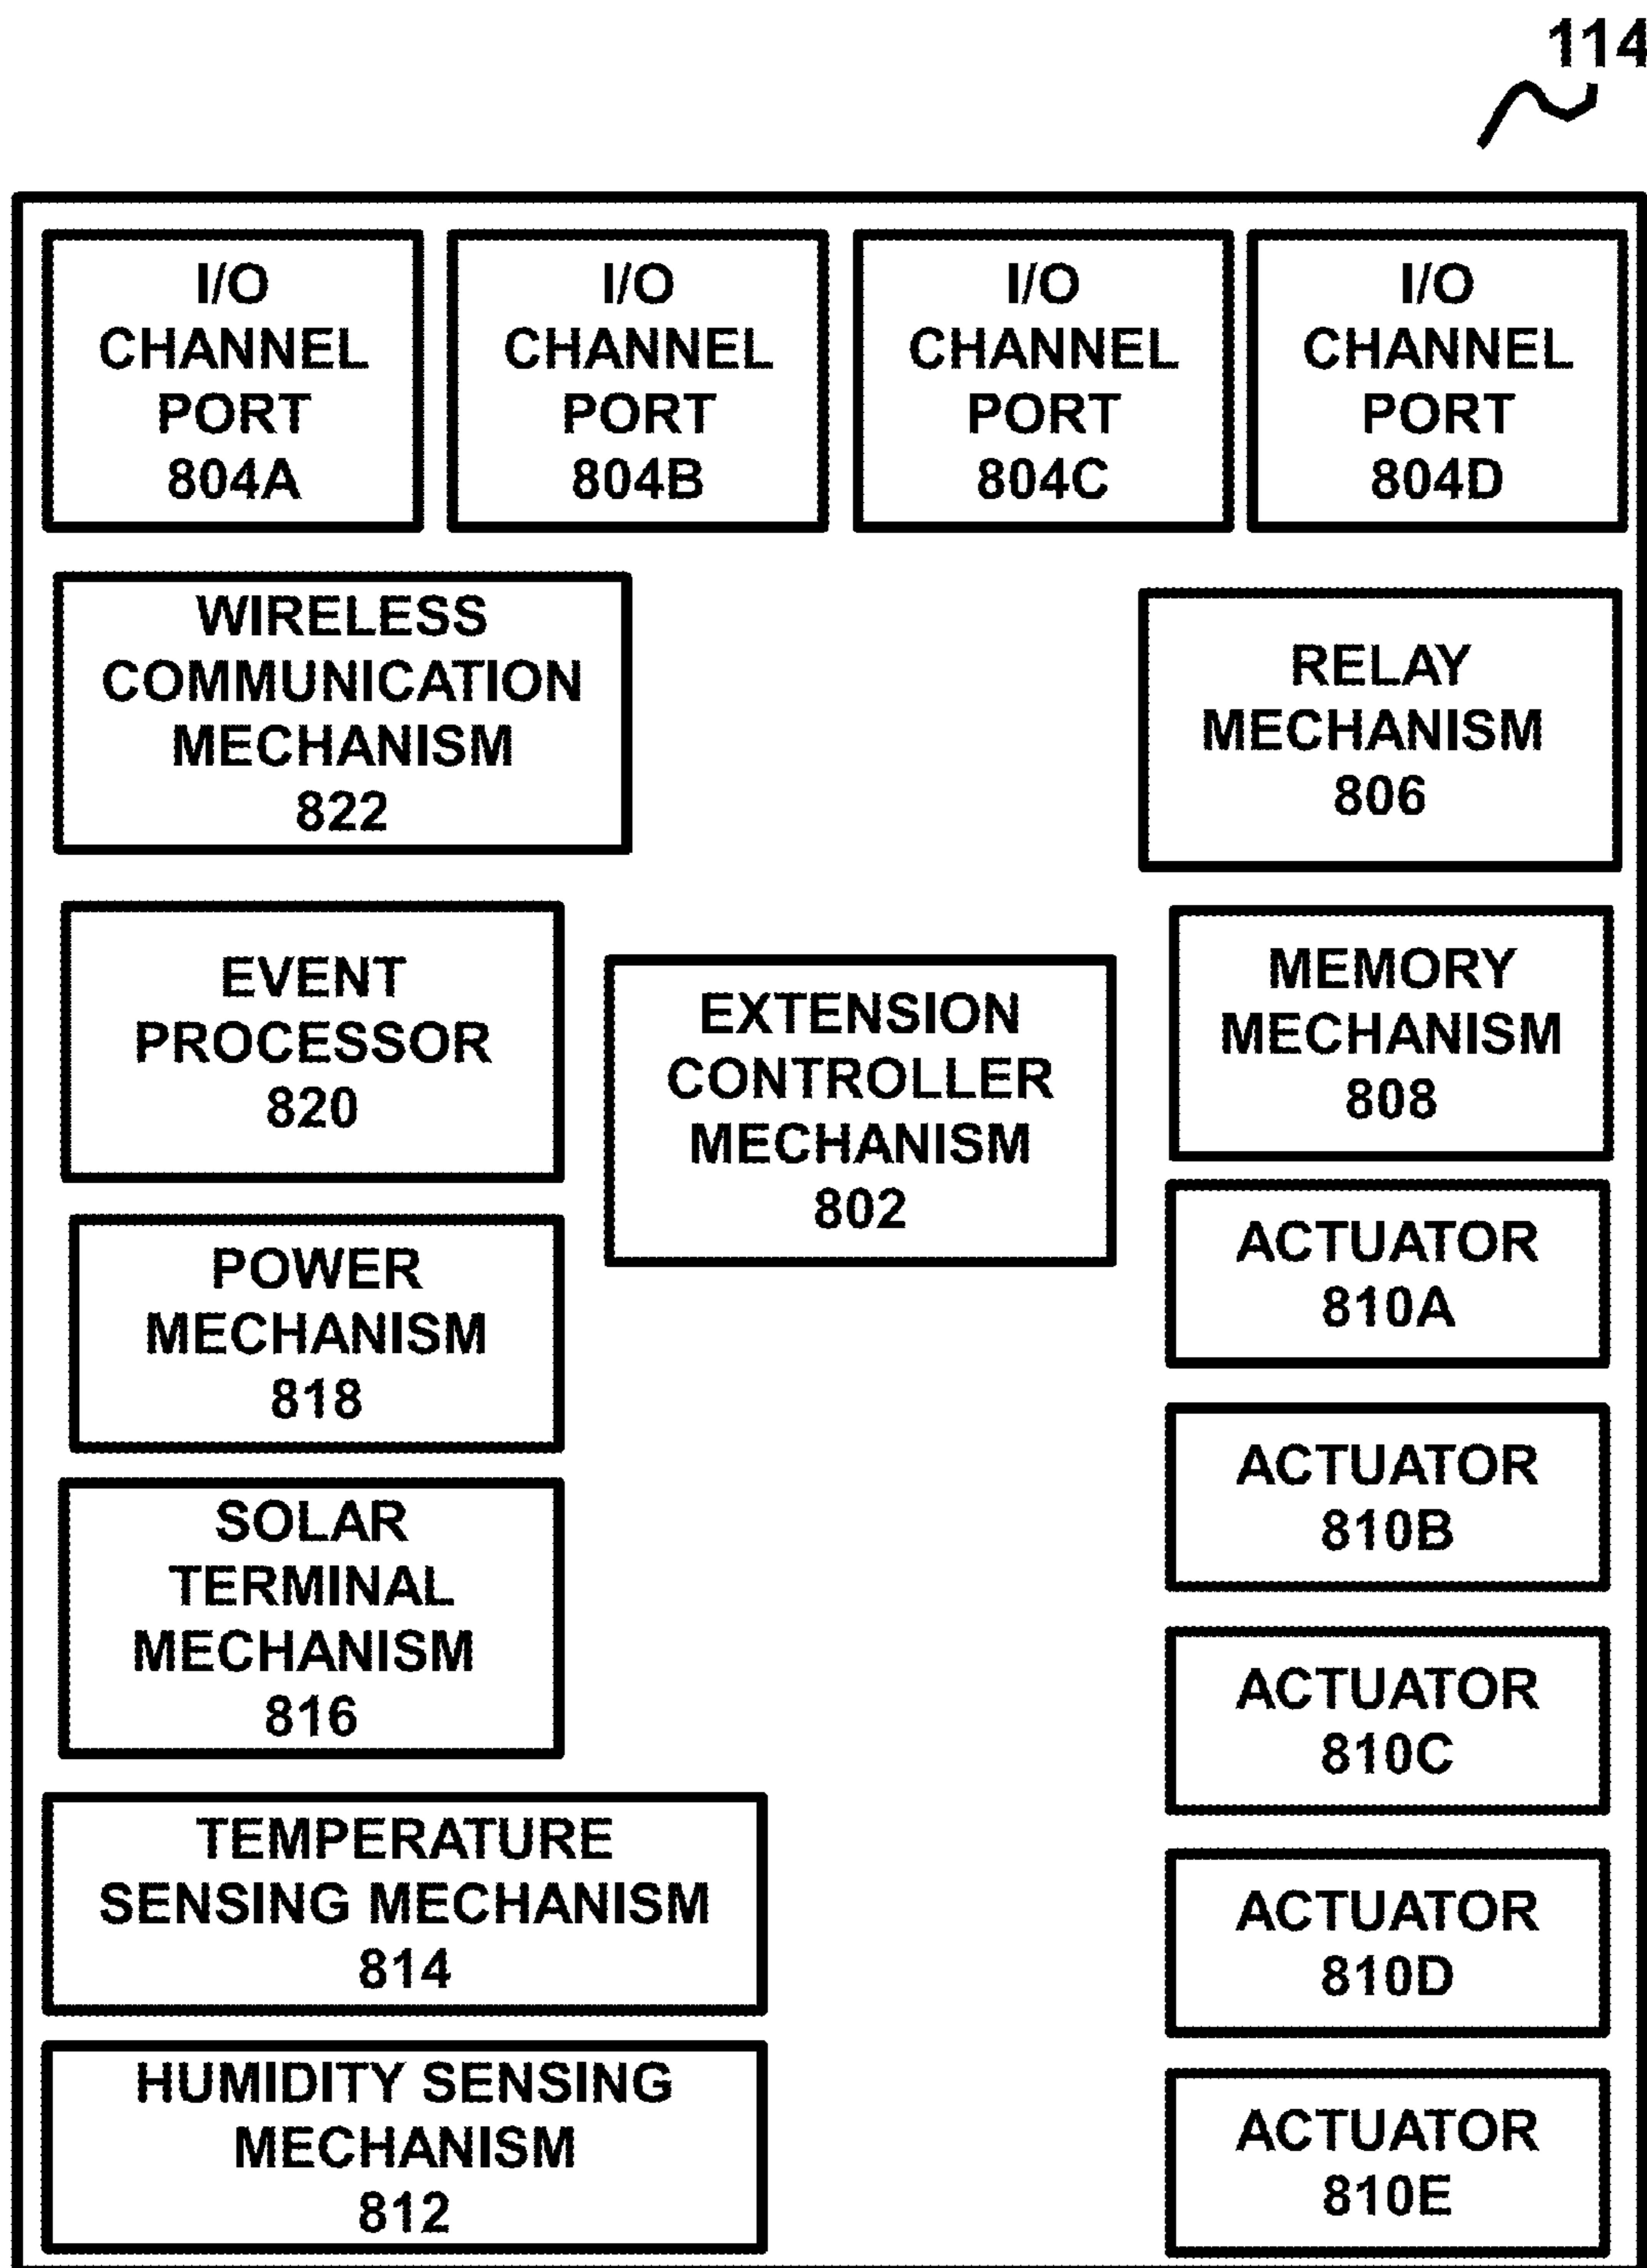 114
I/O
CHANNEL
PORT
804A
I/O
CHANNEL
PORT
804B
I/O
CHANNEL
PORT
804C
I/O
CHANNEL
PORT
804D
WIRELESS
COMMUNICATION
MECHANISM
822
RELAY
MECHANISM
806
EVENT
PROCESSOR
820
EXTENSION
CONTROLLER
MECHANISM
802
MEMORY
MECHANISM
808
POWER
MECHANISM
818
ACTUATOR
810A
ACTUATOR
810B
SOLAR
TERMINAL
MECHANISM
816
ACTUATOR
810C
TEMPERATURE
SENSING MECHANISM
814
ACTUATOR
810D
HUMIDITY SENSING
MECHANISM
812
ACTUATOR
810E